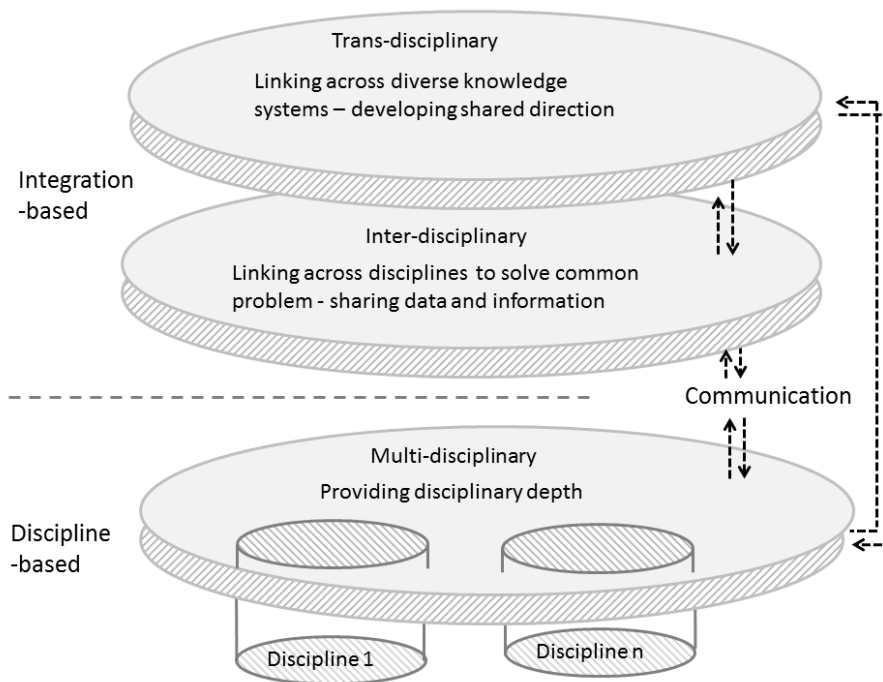 Trans-disciplinary
Linking across diverse knowledge
systems – developing shared direction
Integration
-based
Inter-disciplinary
Linking across disciplines to solve common
problem - sharing data and information
Communication
Multi-disciplinary
Providing disciplinary depth
Discipline
-based
Discipline 1
Discipline n